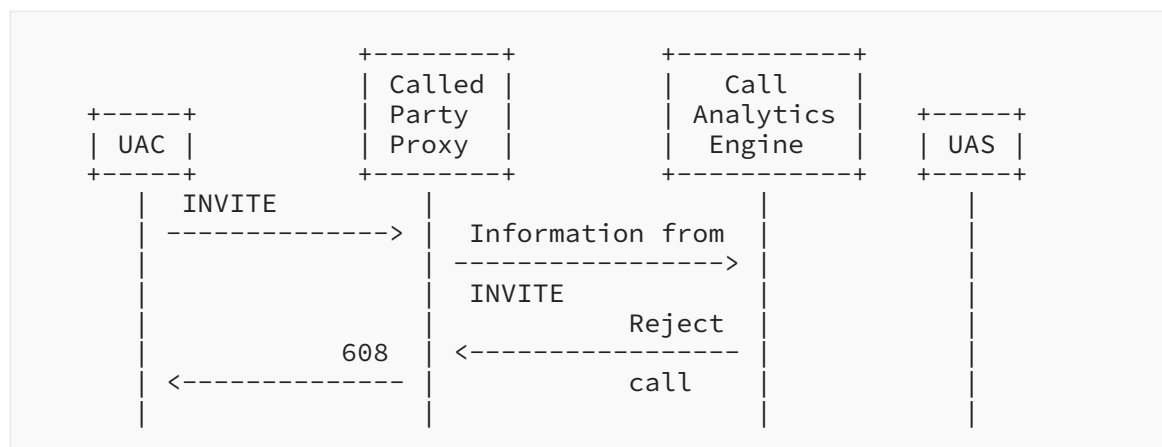 Called Call
UAC Party Analytics UAS
Proxy Engine
INVITE
Information from
INVITE
Reject
608
call